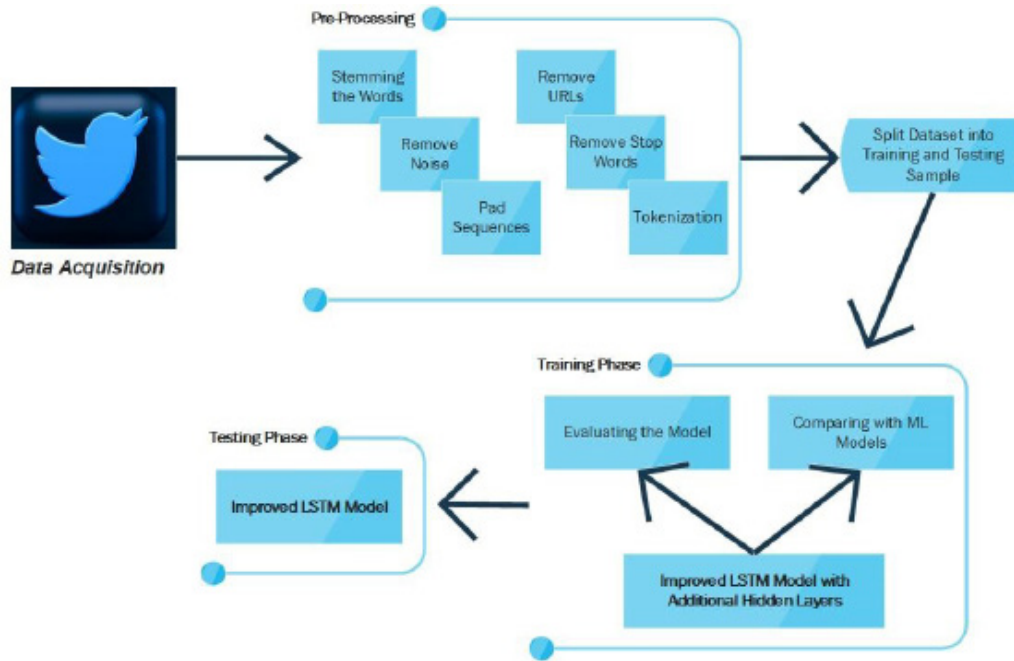 Pre-Processing
Stemming
the Words
Remove
URLs
Remove
Noise
Remove Stop
Words
Pad
Sequences
Tokenization
Split Dataset into
Training and Testing
Sample
Data Acquisition
Training Phase
Evaluating the Model
Comparing with ML
Models
Testing Phase
Improved LSTM Model
Improved LSTM Model with
Additional Hidden Layers